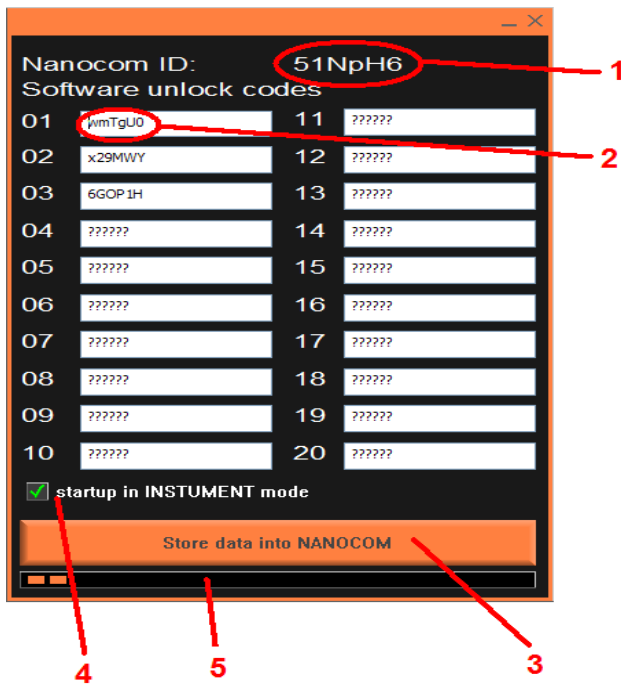 Nanocom ID: 51NpH6
1
Software unlock codes
01 wmTgU0 11 ??????
02 x29MWY 12 ??????
2
03 6GOP1H 13 ??????
04 ?????? 14 ??????
05 ?????? 15 ??????
06 ?????? 16 ??????
07 ?????? 17 ??????
08 ?????? 18 ??????
09 ?????? 19 ??????
10 ?????? 20 ??????
startup in INSTUMENT mode
Store data into NANOCOM
4 5 3